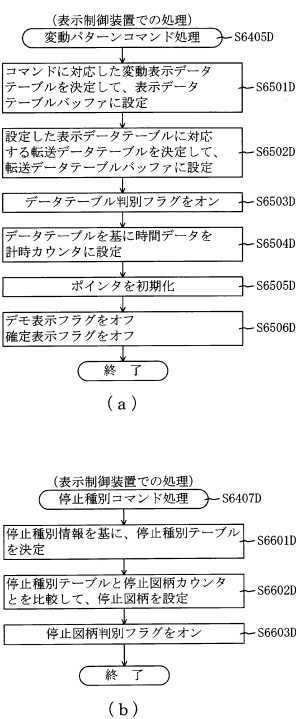 (表示制御装置での処理)
変動パターンコマンド処理
S6405D
コマンドに対応した変動表示データ
テーブルを決定して、表示データ
テーブルバッファに設定
S6501D
設定した表示データテーブルに対応
する転送データテーブルを決定して、
転送データテーブルバッファに設定
S6502D
データテーブル判別フラグをオン
S6503D
データテーブルを基に時間データを
計時カウンタに設定
S6504D
ポインタを初期化
S6505D
デモ表示フラグをオフ
確定表示フラグをオフ
S6506D
終 了
(a)
(表示制御装置での処理)
停止種別コマンド処理
S6407D
停止種別情報を基に、停止種別テーブル
を決定
S6601D
停止種別テーブルと停止図柄カウンタ
とを比較して、停止図柄を設定
S6602D
停止図柄判別フラグをオン
S6603D
終 了
(b)